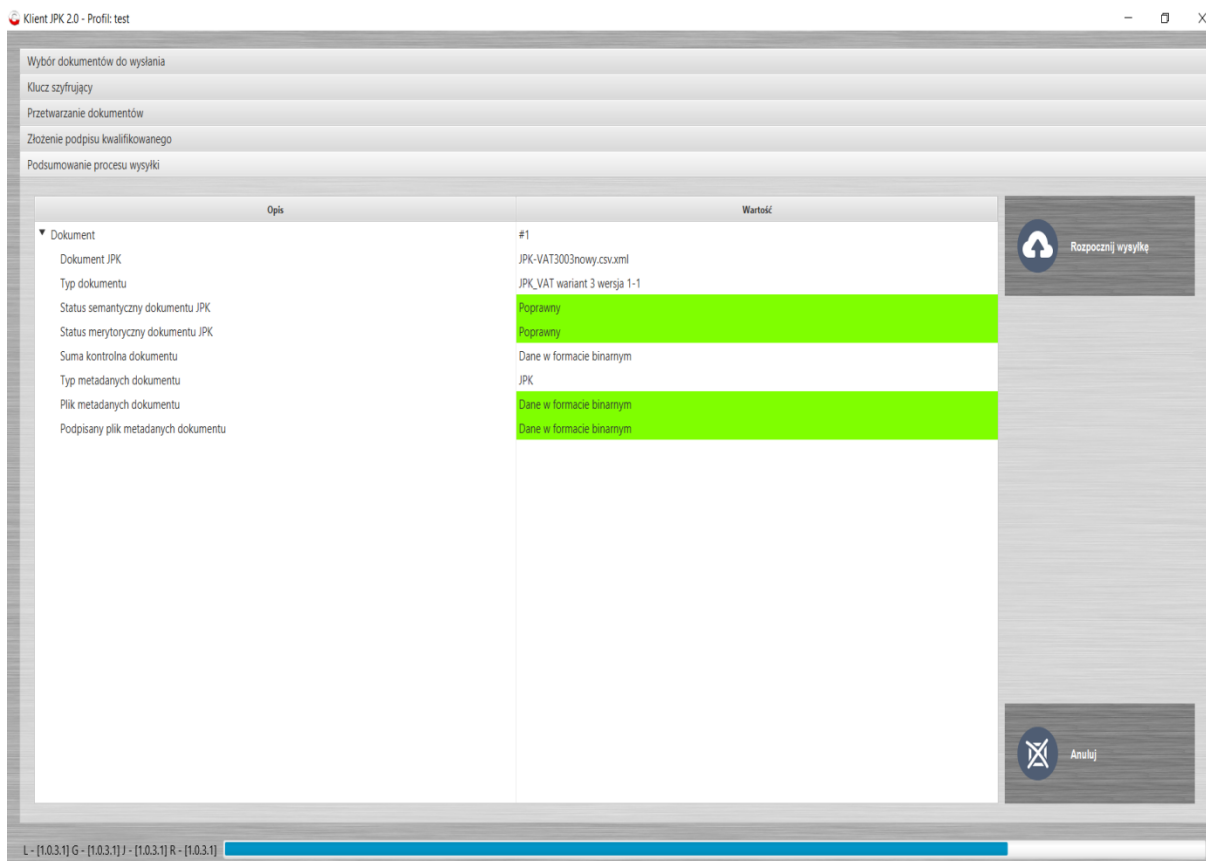 Klient JPK 2.0 - Profil: test
Wybór dokumentów do wysłania
Klucz szyfrujący
Przetwarzanie dokumentów
Złożenie podpisu kwalifikowanego
Podsumowanie procesu wysyłki
Opis Wartość
Dokument #1
Dokument JPK JPK-VAT3003nowy.csv.xml
Typ dokumentu JPK_VAT wariant 3 wersja 1-1
Status semantyczny dokumentu JPK Poprawny
Status merytoryczny dokumentu JPK Poprawny
Suma kontrolna dokumentu Dane w formacie binarnym
Typ metadanych dokumentu JPK
Plik metadanych dokumentu Dane w formacie binarnym
Podpisany plik metadanych dokumentu Dane w formacie binarnym
Rozpocznij wysyłkę
Anuluj
L - [1.0.3.1] G - [1.0.3.1] J - [1.0.3.1] R - [1.0.3.1]